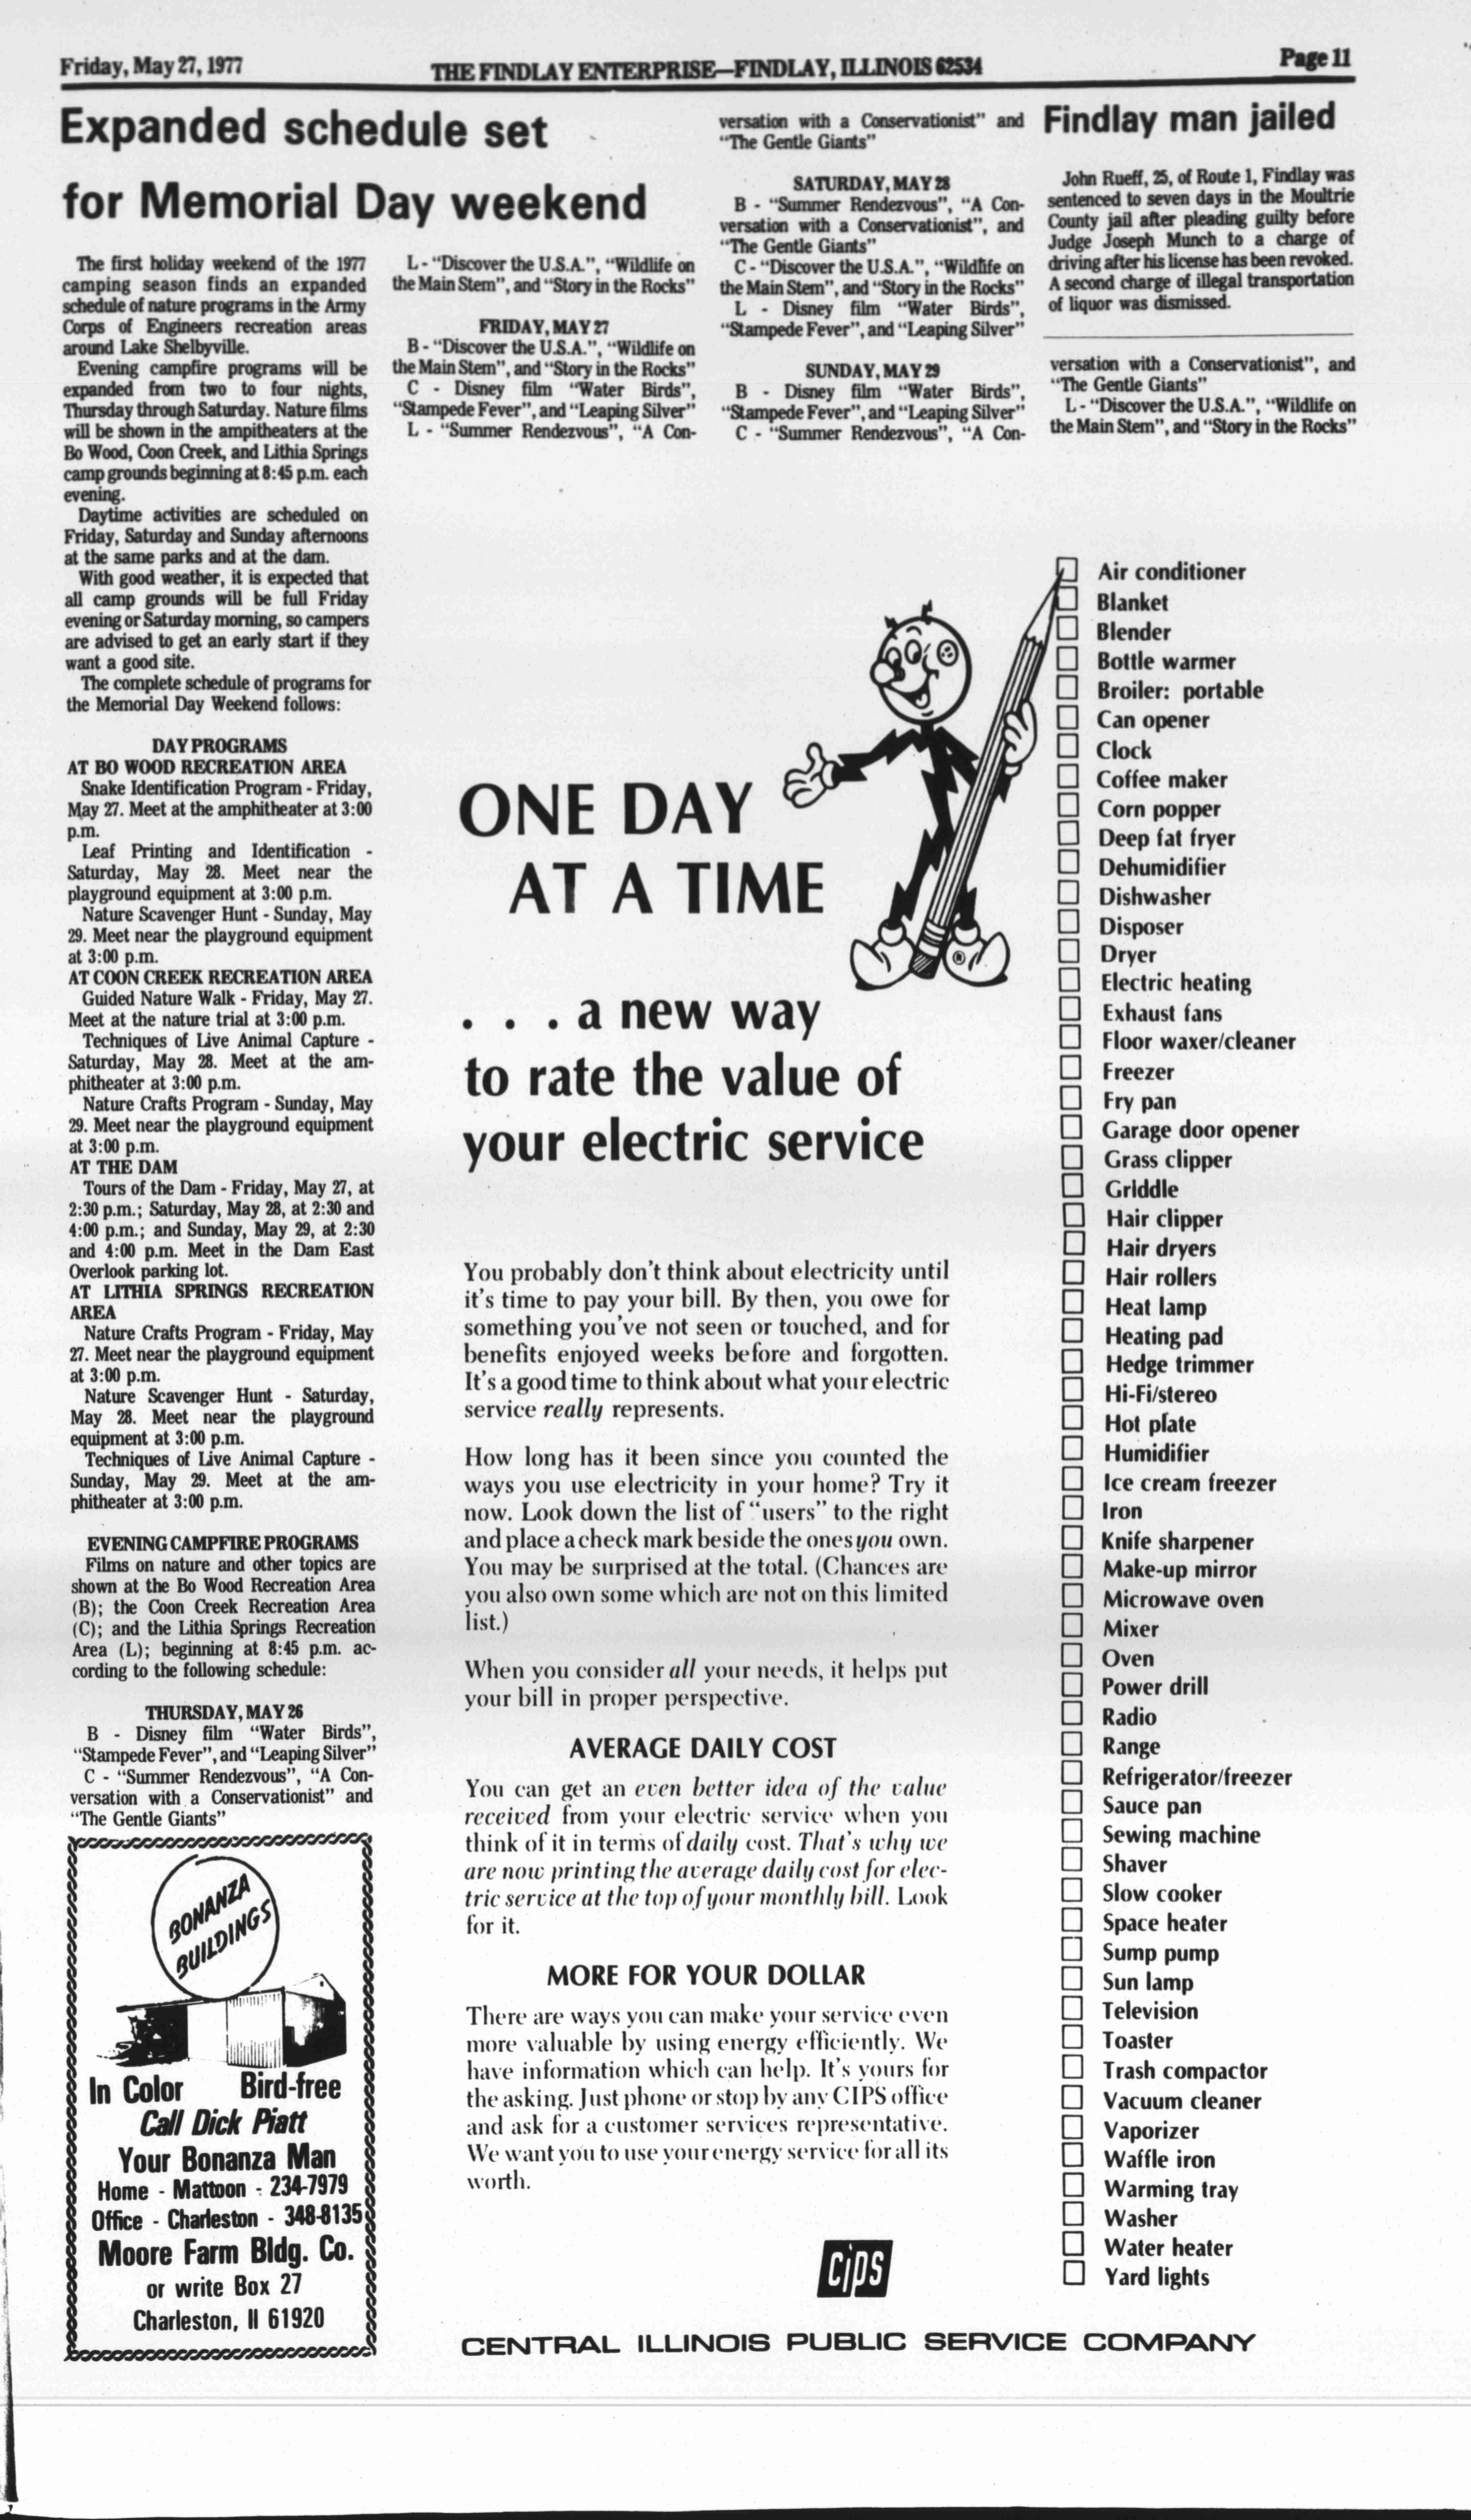 Friday, May 27, 1977
THE FINDLAY ENTERPRISE—FINDLAY, ILLINOIS 62534
Page 11
Expanded schedule set
for Memorial Day weekend
The first holiday weekend of the 1977
camping season finds an expanded
schedule of nature programs in the Army
Corps of Engineers recreation areas
around Lake Shelbyville.
Evening campfire programs will be
expanded from two to four nights,
Thursday through Saturday. Nature films
will be shown in the ampitheaters at the
Bo Wood, Coon Creek, and Lithia Springs
camp grounds beginning at 8:45 p.m. each
evening.
Daytime activities are scheduled on
Friday, Saturday and Sunday afternoons
at the same parks and at the dam.
With good weather, it is expected that
all camp grounds will be full Friday
evening or Saturday morning, so campers
are advised to get an early start if they
want a good site.
The complete schedule of programs for
the Memorial Day Weekend follows:
DAY PROGRAMS
AT BO WOOD RECREATION AREA
Snake Identification Program - Friday,
May 27. Meet at the amphitheater at 3:00
p.m.
Leaf Printing and Identification -
Saturday, May 28. Meet near the
playground equipment at 3:00 p.m.
Nature Scavenger Hunt - Sunday, May
29. Meet near the playground equipment
at 3:00 p.m.
AT COON CREEK RECREATION AREA
Guided Nature Walk - Friday, May 27.
Meet at the nature trial at 3:00 p.m.
Techniques of Live Animal Capture -
Saturday, May 28. Meet at the am-
phitheater at 3:00 p.m.
Nature Crafts Program - Sunday, May
29. Meet near the playground equipment
at 3:00 p.m.
AT THE DAM
Tours of the Dam - Friday, May 27, at
2:30 p.m.; Saturday, May 28, at 2:30 and
4:00 p.m.; and Sunday, May 29, at 2:30
and 4:00 p.m. Meet in the Dam East
Overlook parking lot.
AT LITHIA SPRINGS RECREATION
AREA
Nature Crafts Program - Friday, May
27. Meet near the playground equipment
at 3:00 p.m.
Nature Scavenger Hunt - Saturday,
May 28. Meet near the playground
equipment at 3:00 p.m.
Techniques of Live Animal Capture -
Sunday, May 29. Meet at the am-
phitheater at 3:00 p.m.
EVENING CAMPFIRE PROGRAMS
Films on nature and other topics are
shown at the Bo Wood Recreation Area
(B); the Coon Creek Recreation Area
(C); and the Lithia Springs Recreation
Area (L); beginning at 8:45 p.m. ac-
cording to the following schedule:
THURSDAY, MAY 26
B - Disney film "Water Birds",
"Stampede Fever", and "Leaping Silver"
C - "Summer Rendezvous", "A Con-
versation with a Conservationist" and
"The Gentle Giants"
L - "Discover the U.S.A.", "Wildlife on
the Main Stem", and "Story in the Rocks"
FRIDAY, MAY 27
B - "Discover the U.S.A.", "Wildlife on
the Main Stem", and "Story in the Rocks"
C - Disney film "Water Birds",
"Stampede Fever", and "Leaping Silver"
L - "Summer Rendezvous", "A Con-
versation with a Conservationist" and
"The Gentle Giants"
SATURDAY, MAY 28
B - "Summer Rendezvous", "A Con-
versation with a Conservationist", and
"The Gentle Giants"
C - "Discover the U.S.A.", "Wildlife on
the Main Stem", and "Story in the Rocks"
L - Disney film "Water Birds",
"Stampede Fever", and "Leaping Silver"
SUNDAY, MAY 29
B - Disney film "Water Birds",
"Stampede Fever", and "Leaping Silver"
C - "Summer Rendezvous", "A Con-
versation with a Conservationist", and
"The Gentle Giants"
L - "Discover the U.S.A.", "Wildlife on
the Main Stem", and "Story in the Rocks"
Findlay man jailed
John Rueff, 25, of Route 1, Findlay was
sentenced to seven days in the Moultrie
County jail after pleading guilty before
Judge Joseph Munch to a charge of
driving after his license has been revoked.
A second charge of illegal transportation
of liquor was dismissed.
BONANZA
BUILDINGS
In Color Bird-free
Call Dick Piatt
Your Bonanza Man
Home - Mattoon - 234-7979
Office - Charleston - 348-8135
Moore Farm Bldg. Co.
or write Box 27
Charleston, Il 61920
ONE DAY
AT A TIME
. . . a new way
to rate the value of
your electric service
®
You probably don't think about electricity until
it's time to pay your bill. By then, you owe for
something you've not seen or touched, and for
benefits enjoyed weeks before and forgotten.
It's a good time to think about what your electric
service really represents.
How long has it been since you counted the
ways you use electricity in your home? Try it
now. Look down the list of "users" to the right
and place a check mark beside the ones you own.
You may be surprised at the total. (Chances are
you also own some which are not on this limited
list.)
When you consider all your needs, it helps put
your bill in proper perspective.
AVERAGE DAILY COST
You can get an even better idea of the value
received from your electric service when you
think of it in terms of daily cost. That's why we
are now printing the average daily cost for elec-
tric service at the top of your monthly bill. Look
for it.
MORE FOR YOUR DOLLAR
There are ways you can make your service even
more valuable by using energy efficiently. We
have information which can help. It's yours for
the asking. Just phone or stop by any CIPS office
and ask for a customer services representative.
We want you to use your energy service for all its
worth.
Air conditioner
Blanket
Blender
Bottle warmer
Broiler: portable
Can opener
Clock
Coffee maker
Corn popper
Deep fat fryer
Dehumidifier
Dishwasher
Disposer
Dryer
Electric heating
Exhaust fans
Floor waxer/cleaner
Freezer
Fry pan
Garage door opener
Grass clipper
Griddle
Hair clipper
Hair dryers
Hair rollers
Heat lamp
Heating pad
Hedge trimmer
Hi-Fi/stereo
Hot plate
Humidifier
Ice cream freezer
Iron
Knife sharpener
Make-up mirror
Microwave oven
Mixer
Oven
Power drill
Radio
Range
Refrigerator/freezer
Sauce pan
Sewing machine
Shaver
Slow cooker
Space heater
Sump pump
Sun lamp
Television
Toaster
Trash compactor
Vacuum cleaner
Vaporizer
Waffle iron
Warming tray
Washer
Water heater
Yard lights
CIPS
CENTRAL ILLINOIS PUBLIC SERVICE COMPANY